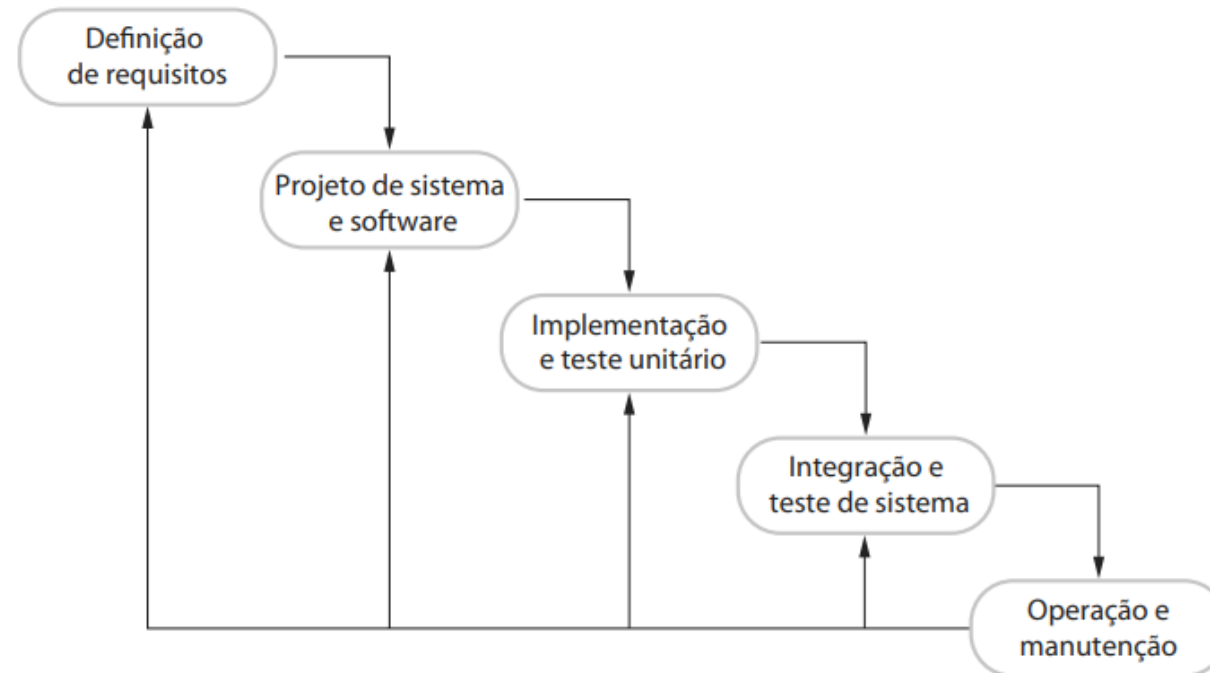 Definição
de requisitos
Projeto de sistema
e software
Implementação
e teste unitário
Integração e
teste de sistema
Operação e
manutenção